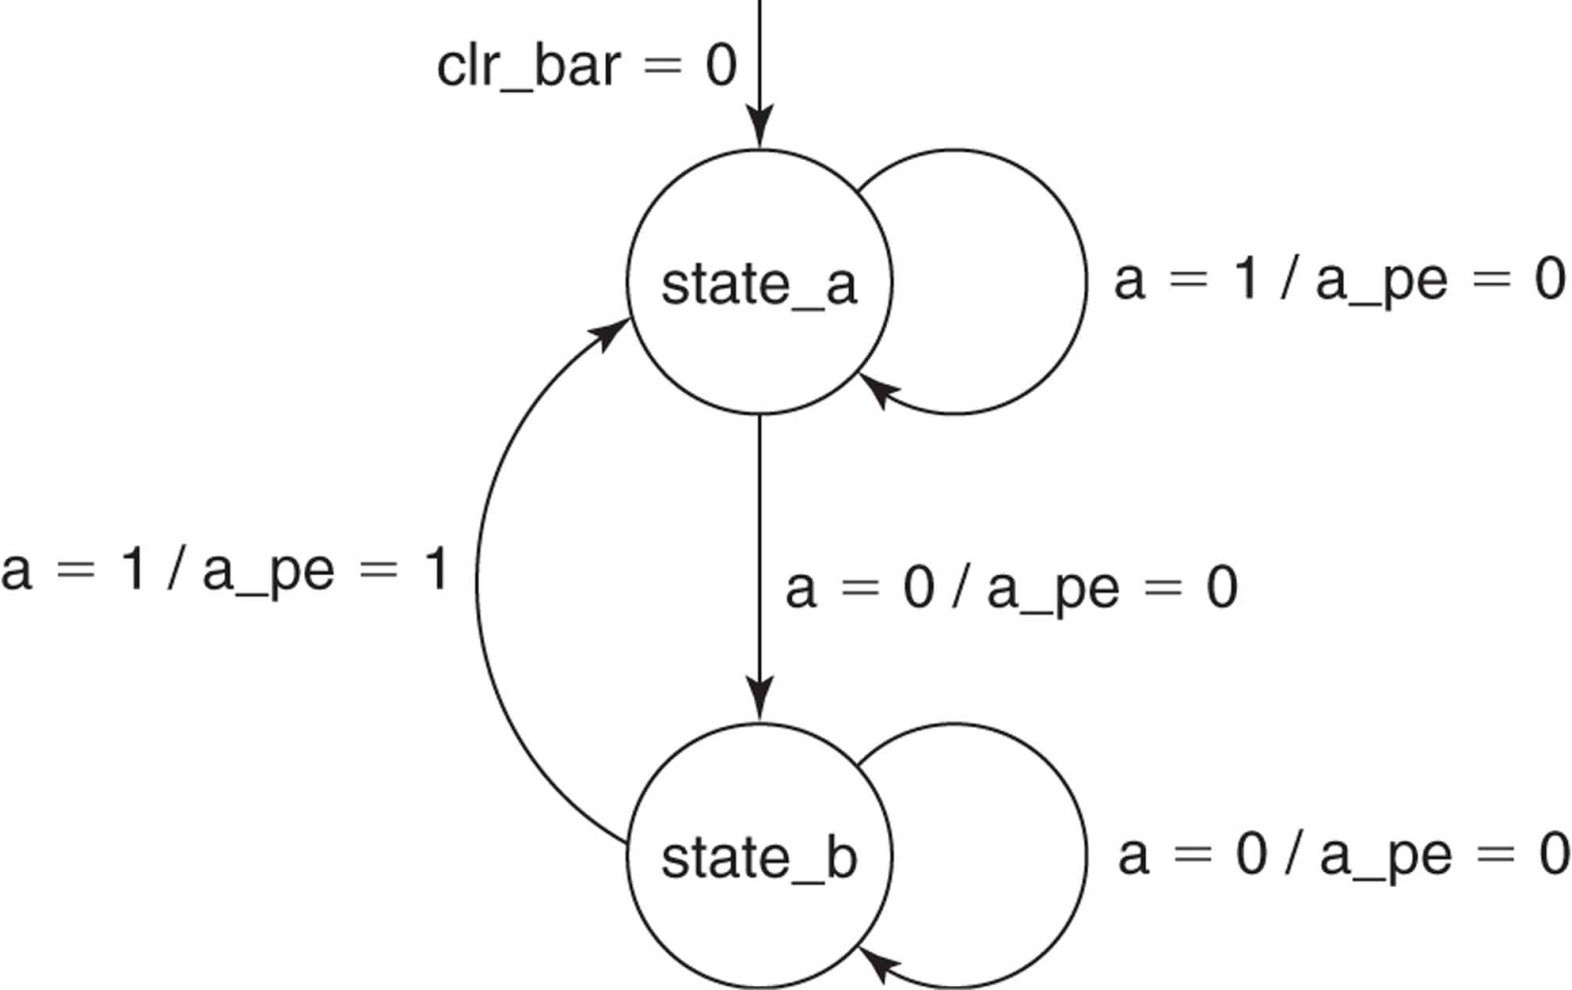 clr_bar = 0
state_a
a = 1 / a_pe = 0
a = 1 / a_pe = 1
a = 0 / a_pe = 0
state_b
a = 0 / a_pe = 0